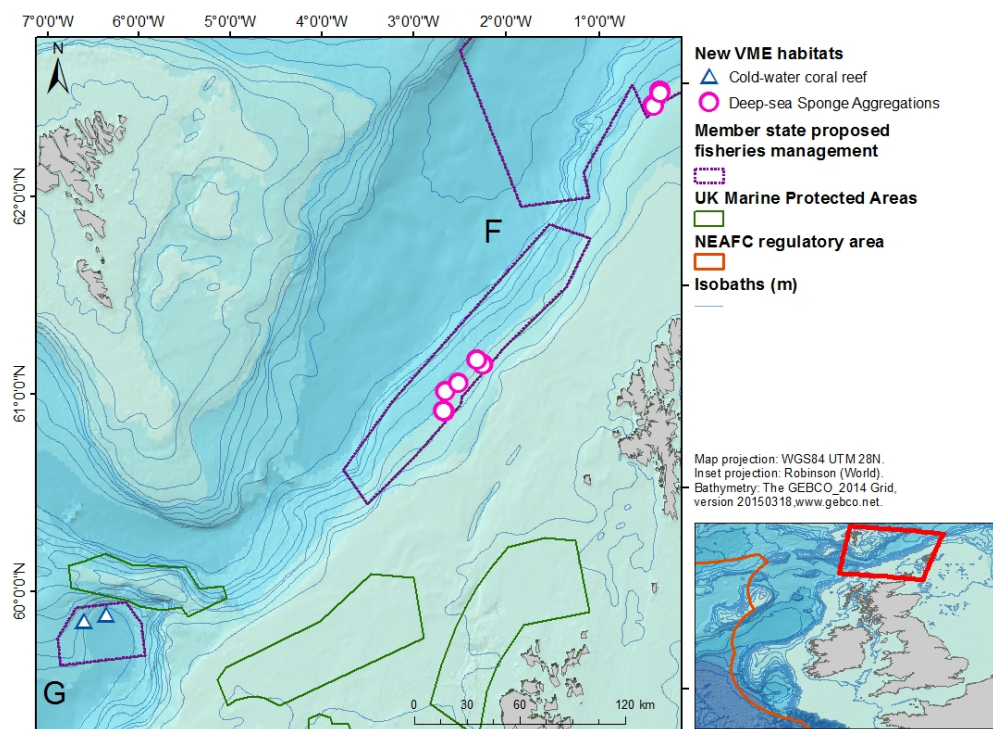 7°0'0"W 6°0'0"W 5°0'0"W 4°0'0"W 3°0'0"W 2°0'0"W 1°0'0"W
N
62°0'0"N
61°0'0"N
60°0'0"N
F
G
0 30 60 120 km
New VME habitats
Cold-water coral reef
Deep-sea Sponge Aggregations
Member state proposed
fisheries management
UK Marine Protected Areas
NEAFC regulatory area
Isobaths (m)
Map projection: WGS84 UTM 28N.
Inset projection: Robinson (World).
Bathymetry: The GEBCO_2014 Grid,
version 20150318,www.gebco.net.